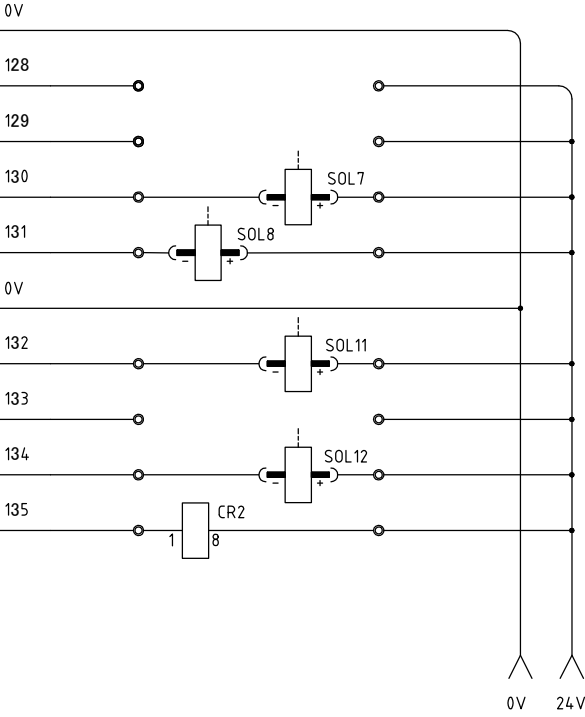 0V
128
129
130 SOL7
- +
131 SOL8
- +
0V
132 SOL11
- +
133
134 SOL12
- +
135 CR2
1 8
0V 24V